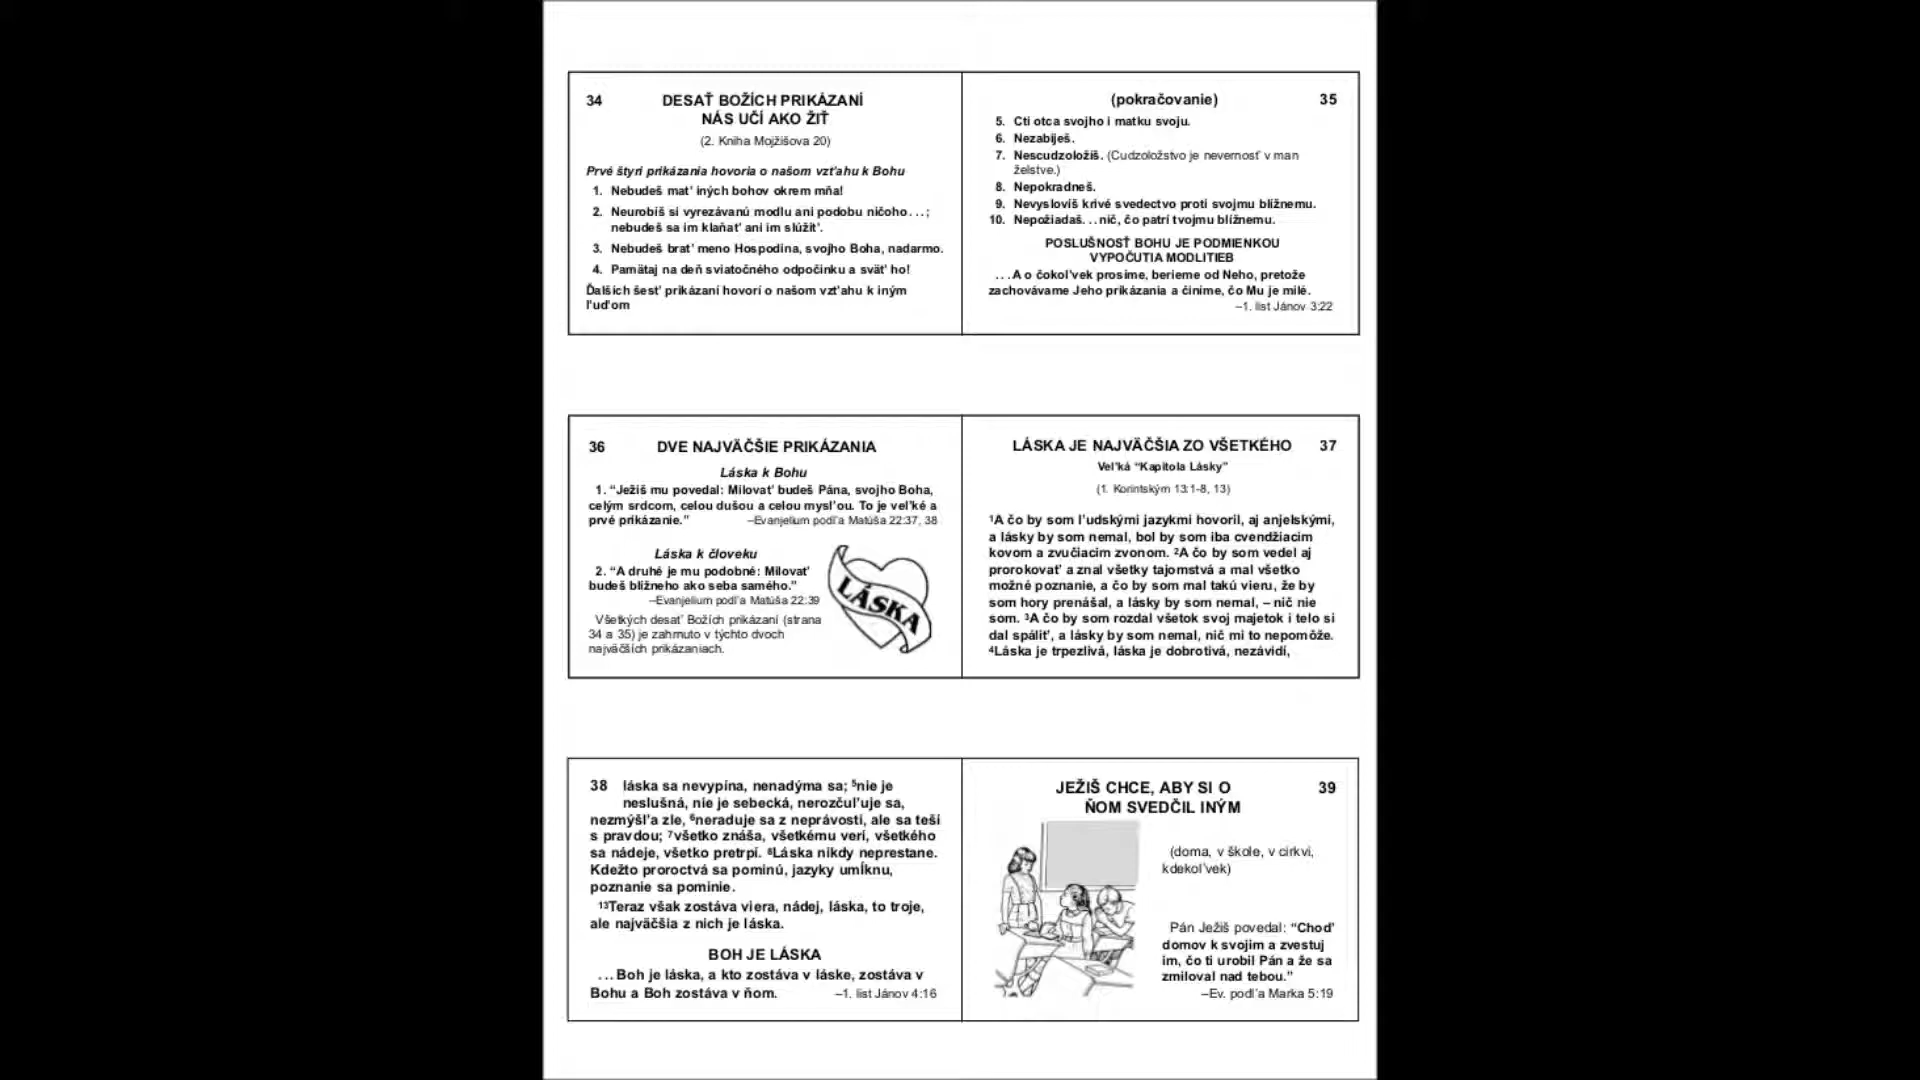 34 DESAŤ BOŽÍCH PRIKÁZANÍ
NÁS UČÍ AKO ŽIŤ
(2. Kniha Mojžišova 20)
Prvé štyri prikázania hovoria o našom vzťahu k Bohu
1. Nebudeš mať iných bohov okrem mňa!
2. Neurobíš si vyrezávanú modlu ani podobu ničoho...;
nebudeš sa im klaňať ani im slúžiť.
3. Nebudeš brať meno Hospodina, svojho Boha, nadarmo.
4. Pamätaj na deň sviatočného odpočinku a sväť ho!
Ďalších šesť prikázaní hovorí o našom vzťahu k iným
ľuďom
(pokračovanie) 35
5. Cti otca svojho i matku svoju.
6. Nezabiješ.
7. Nescudzoložíš. (Cudzoložstvo je nevernosť v man
želstve.)
8. Nepokradneš.
9. Nevyslovíš krivé svedectvo proti svojmu blížnemu.
10. Nepožiadaš...nič, čo patrí tvojmu blížnemu.
POSLUŠNOSŤ BOHU JE PODMIENKOU
VYPOČUTIA MODLITIEB
...A o čokoľvek prosíme, berieme od Neho, pretože
zachovávame Jeho prikázania a činíme, čo Mu je milé.
–1. list Jánov 3:22
36 DVE NAJVÄČŠIE PRIKÁZANIA
Láska k Bohu
1. “Ježiš mu povedal: Milovať budeš Pána, svojho Boha,
celým srdcom, celou dušou a celou mysľou. To je veľké a
prvé prikázanie.” –Evanjelium podľa Matúša 22:37, 38
Láska k človeku
2. “A druhé je mu podobné: Milovať
budeš blížneho ako seba samého.”
–Evanjelium podľa Matúša 22:39
Všetkých desať Božích prikázaní (strana
34 a 35) je zahrnuto v týchto dvoch
najväčších prikázaniach.
LÁSKA
LÁSKA JE NAJVÄČŠIA ZO VŠETKÉHO 37
Veľká “Kapitola Lásky”
(1. Korintským 13:1-8, 13)
¹A čo by som ľudskými jazykmi hovoril, aj anjelskými,
a lásky by som nemal, bol by som iba cvendžiacim
kovom a zvučiacim zvonom. ²A čo by som vedel aj
prorokovať a znal všetky tajomstvá a mal všetko
možné poznanie, a čo by som mal takú vieru, že by
som hory prenášal, a lásky by som nemal, – nič nie
som. ³A čo by som rozdal všetok svoj majetok i telo si
dal spáliť, a lásky by som nemal, nič mi to nepomôže.
⁴Láska je trpezlivá, láska je dobrotivá, nezávidí,
38 láska sa nevypína, nenadýma sa; ⁵nie je
neslušná, nie je sebecká, nerozčuľuje sa,
nezmýšľa zle, ⁶neraduje sa z neprávosti, ale sa teší
s pravdou; ⁷všetko znáša, všetkému verí, všetkého
sa nádeje, všetko pretrpí. ⁸Láska nikdy neprestane.
Kdežto proroctvá sa pominú, jazyky umĺknu,
poznanie sa pominie.
¹³Teraz však zostáva viera, nádej, láska, to troje,
ale najväčšia z nich je láska.
BOH JE LÁSKA
...Boh je láska, a kto zostáva v láske, zostáva v
Bohu a Boh zostáva v ňom. –1. list Jánov 4:16
JEŽIŠ CHCE, ABY SI O 39
ŇOM SVEDČIL INÝM
(doma, v škole, v cirkvi,
kdekoľvek)
Pán Ježiš povedal: “Choď
domov k svojim a zvestuj
im, čo ti urobil Pán a že sa
zmiloval nad tebou.”
–Ev. podľa Marka 5:19